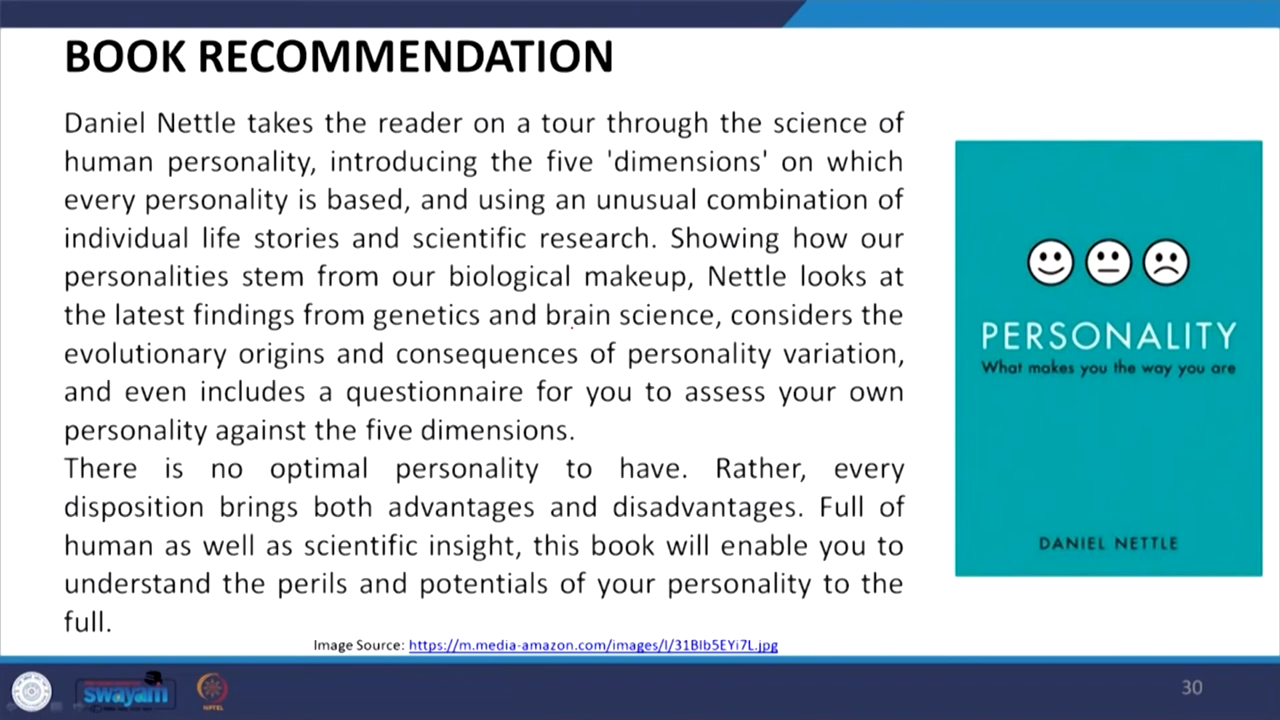 BOOK RECOMMENDATION
Daniel Nettle takes the reader on a tour through the science of
human personality, introducing the five 'dimensions' on which
every personality is based, and using an unusual combination of
individual life stories and scientific research. Showing how our
personalities stem from our biological makeup, Nettle looks at
the latest findings from genetics and brain science, considers the
evolutionary origins and consequences of personality variation,
and even includes a questionnaire for you to assess your own
personality against the five dimensions.
There is no optimal personality to have. Rather, every
disposition brings both advantages and disadvantages. Full of
human as well as scientific insight, this book will enable you to
understand the perils and potentials of your personality to the
full.
PERSONALITY
What makes you the way you are
DANIEL NETTLE
Image Source: https://m.media-amazon.com/images/I/31BIb5EYi7L.jpg
swayam
NPTEL
30